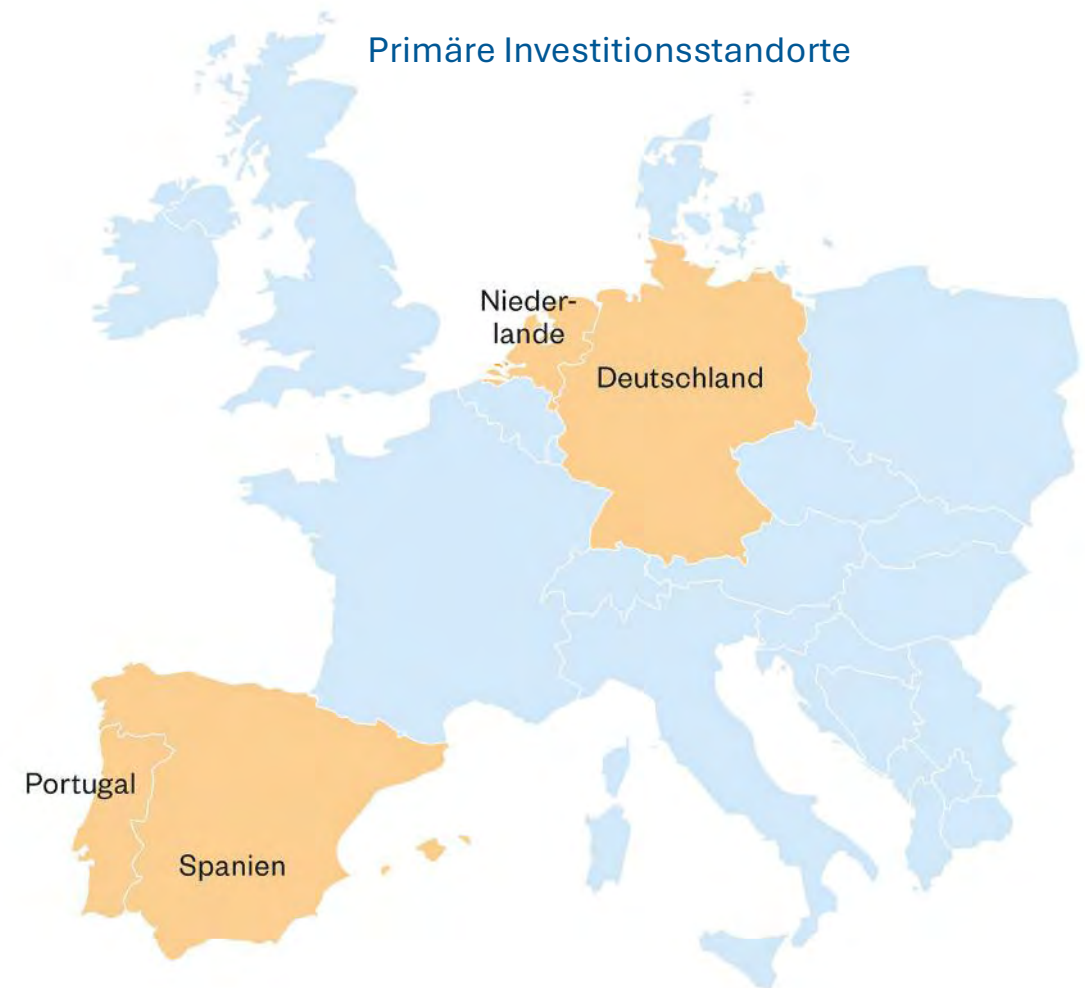 Primäre Investitionsstandorte
Nieder-
lande
Deutschland
Portugal
Spanien